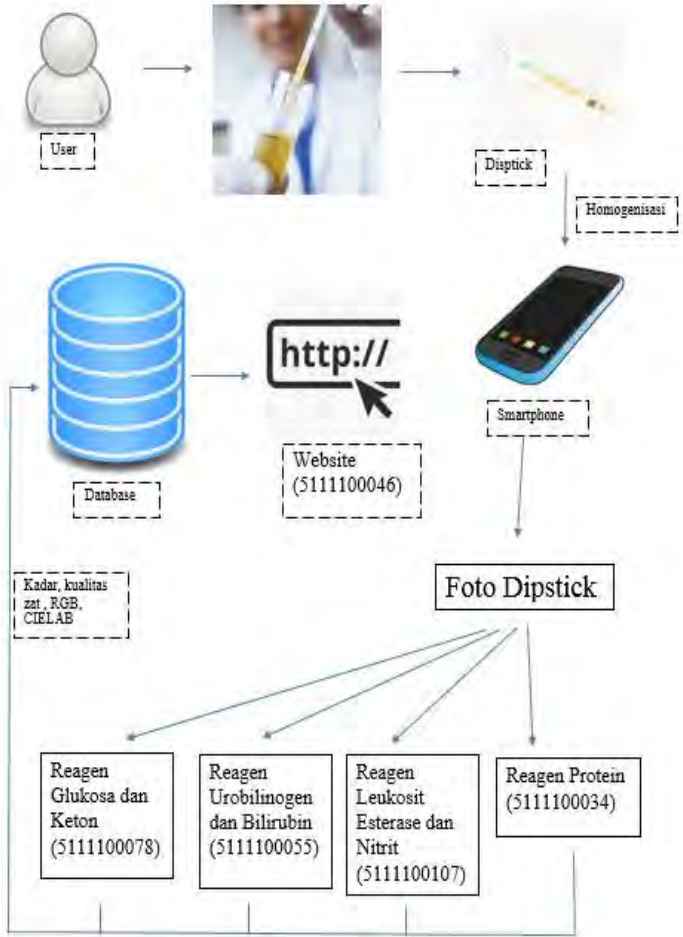 User
Disptick
Homogenisasi
Smartphone
http://
Website
(5111100046)
Database
Kadar, kualitas
zat , RGB,
CIELAB
Foto Dipstick
Reagen
Glukosa dan
Keton
(5111100078)
Reagen
Urobilinogen
dan Bilirubin
(5111100055)
Reagen
Leukosit
Esterase dan
Nitrit
(5111100107)
Reagen Protein
(5111100034)